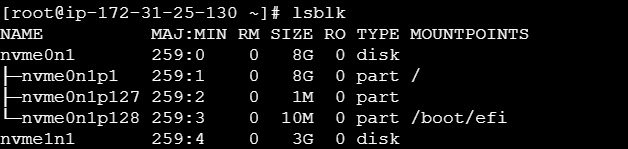 [root@ip-172-31-25-130 ~]# lsblk
NAME          MAJ:MIN RM SIZE RO TYPE MOUNTPOINTS
nvme0n1       259:0    0   8G  0 disk
├─nvme0n1p1   259:1    0   8G  0 part /
├─nvme0n1p127 259:2    0   1M  0 part
└─nvme0n1p128 259:3    0  10M  0 part /boot/efi
nvme1n1       259:4    0   3G  0 disk